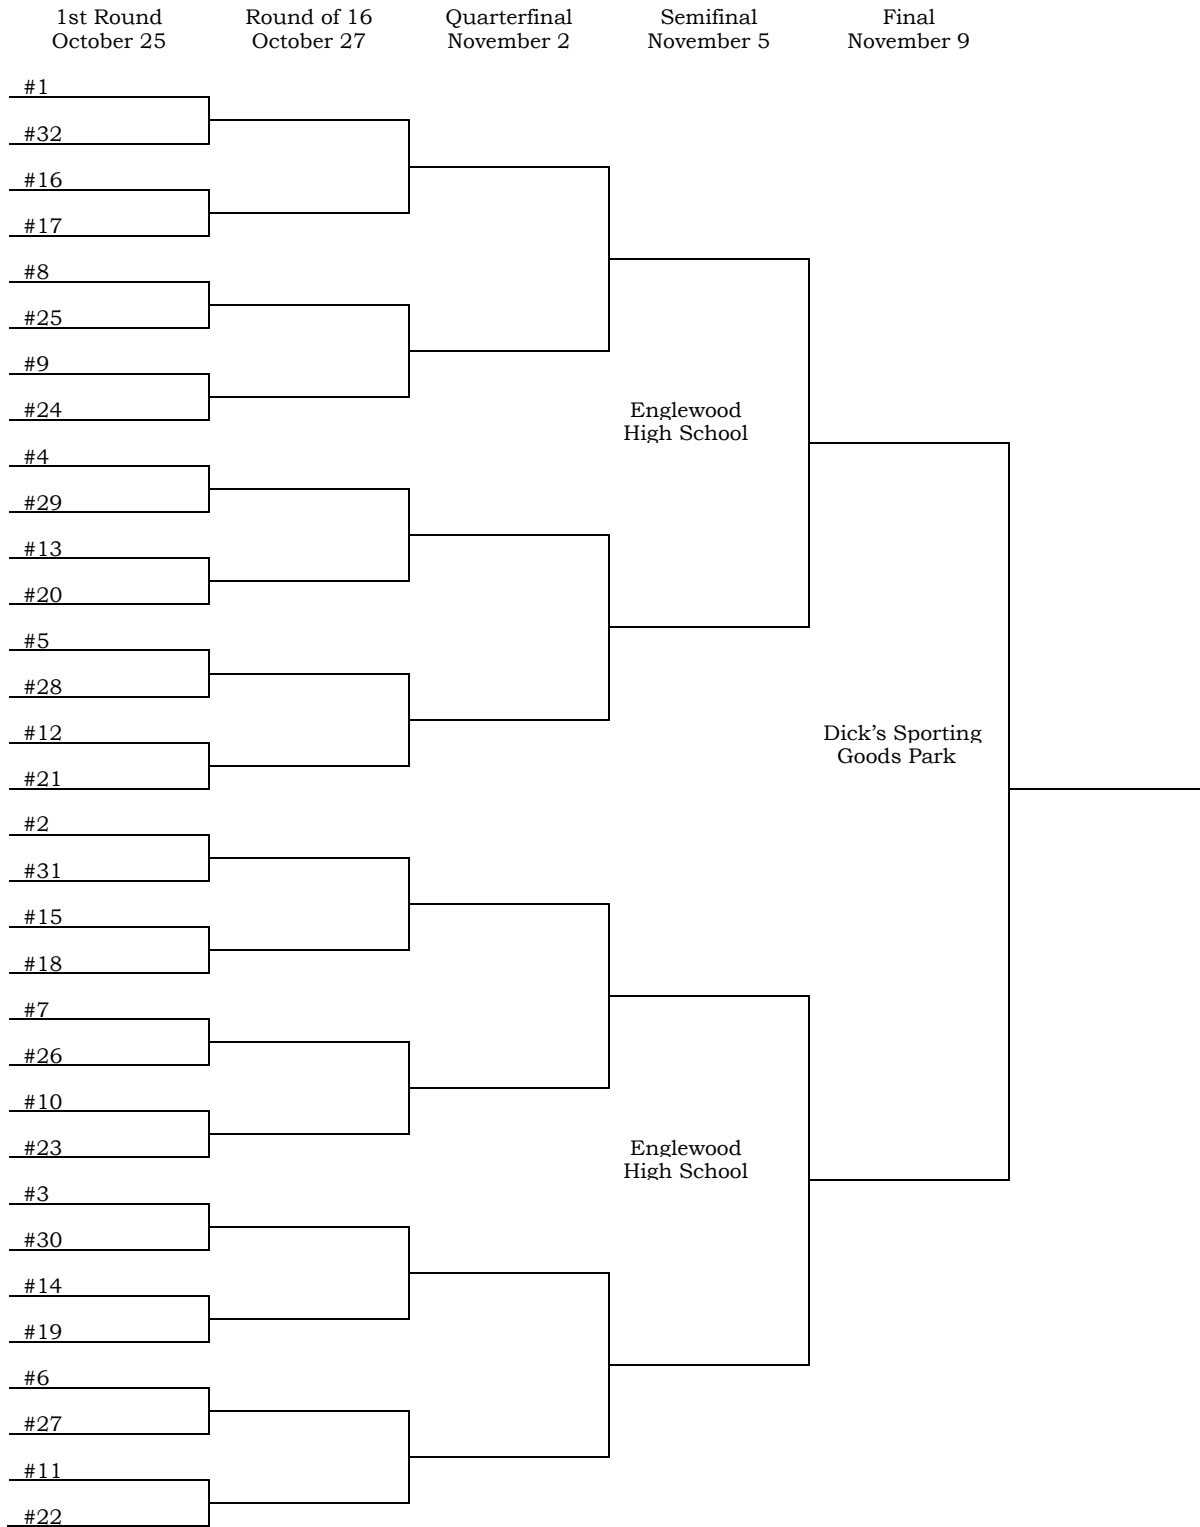 1st Round
October 25
Round of 16
October 27
Quarterfinal
November 2
Semifinal
November 5
Final
November 9
#1
#32
#16
#17
#8
#25
#9
#24
Englewood
High School
#4
#29
#13
#20
#5
#28
#12
#21
Dick's Sporting
Goods Park
#2
#31
#15
#18
#7
#26
#10
#23
Englewood
High School
#3
#30
#14
#19
#6
#27
#11
#22